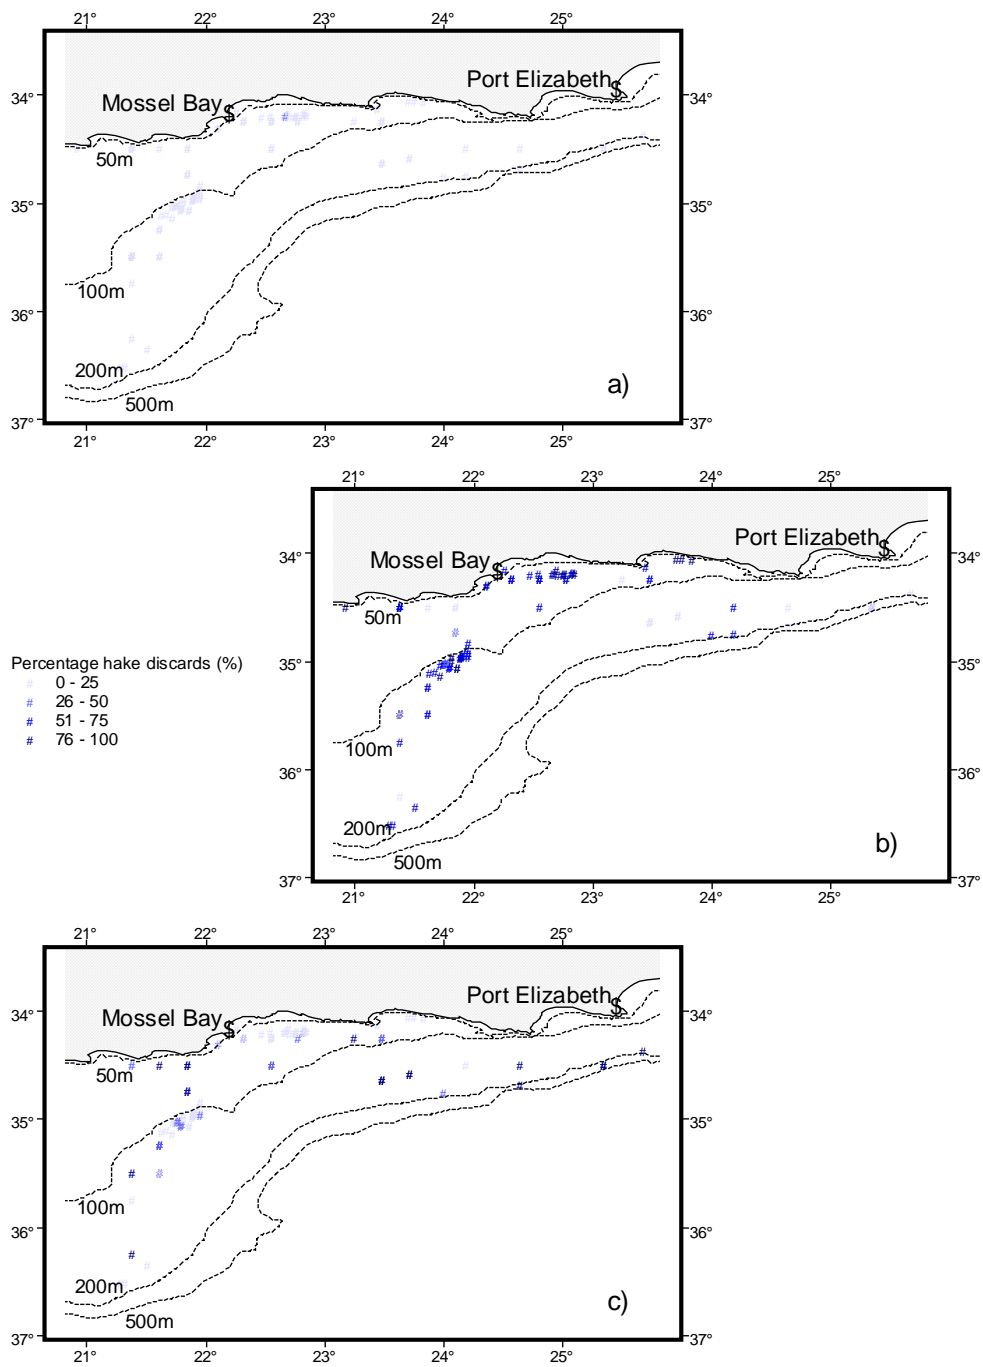 21° 22° 23° 24° 25°
Port Elizabeth $
34° Mossel Bay $ 34°
50m
35° 35°
100m
36° 36°
200m
500m a)
37° 37°
21° 22° 23° 24° 25°
21° 22° 23° 24° 25°
Port Elizabeth $
34° Mossel Bay $ 34°
50m
Percentage hake discards (%)
# 0 - 25
# 26 - 50
# 51 - 75
# 76 - 100
35° 35°
100m
36° 36°
200m
500m b)
37° 37°
21° 22° 23° 24° 25°
21° 22° 23° 24° 25°
Port Elizabeth $
34° Mossel Bay $ 34°
50m
35° 35°
100m
36° 36°
200m
500m c)
37° 37°
21° 22° 23° 24° 25°